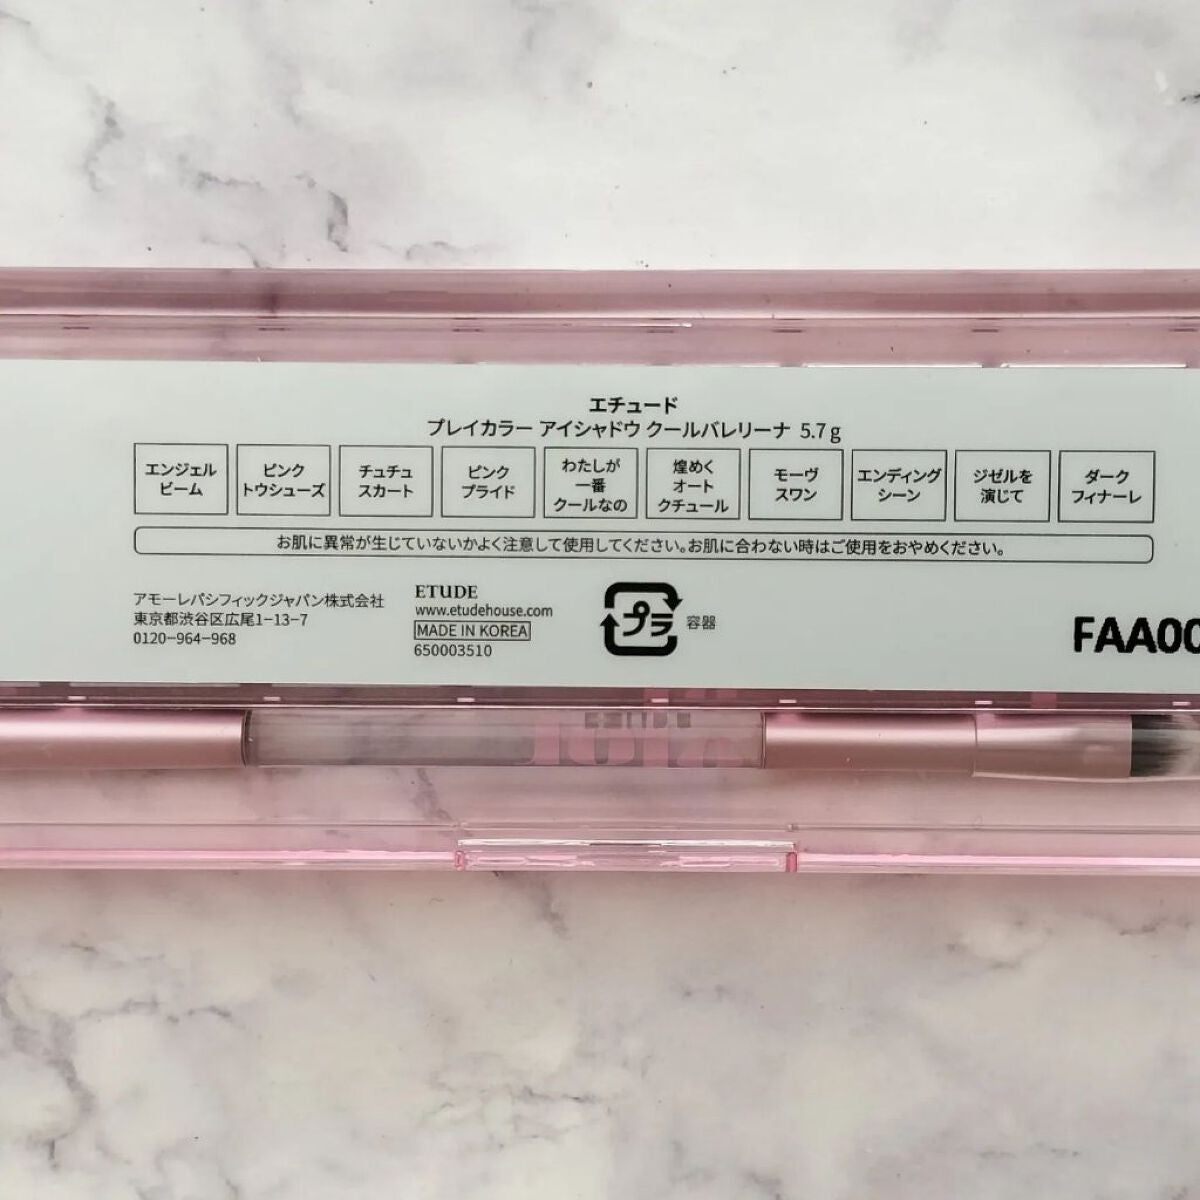 エチュード
プレイカラー アイシャドウ クールバレリーナ 5.7 g
エンジェル
ビーム
ピンク
トウシューズ
チュチュ
スカート
ピンク
プライド
わたしが
一番
クールなの
煌めく
オート
クチュール
モーヴ
スワン
エンディング
シーン
ジゼルを
演じて
ダーク
フィナーレ
お肌に異常が生じていないかよく注意して使用してください。お肌に合わない時はご使用をおやめください。
アモーレパシフィックジャパン株式会社
東京都渋谷区広尾1-13-7
0120-964-968
ETUDE
www.etudehouse.com
MADE IN KOREA
650003510
プラ
容器
FAA00